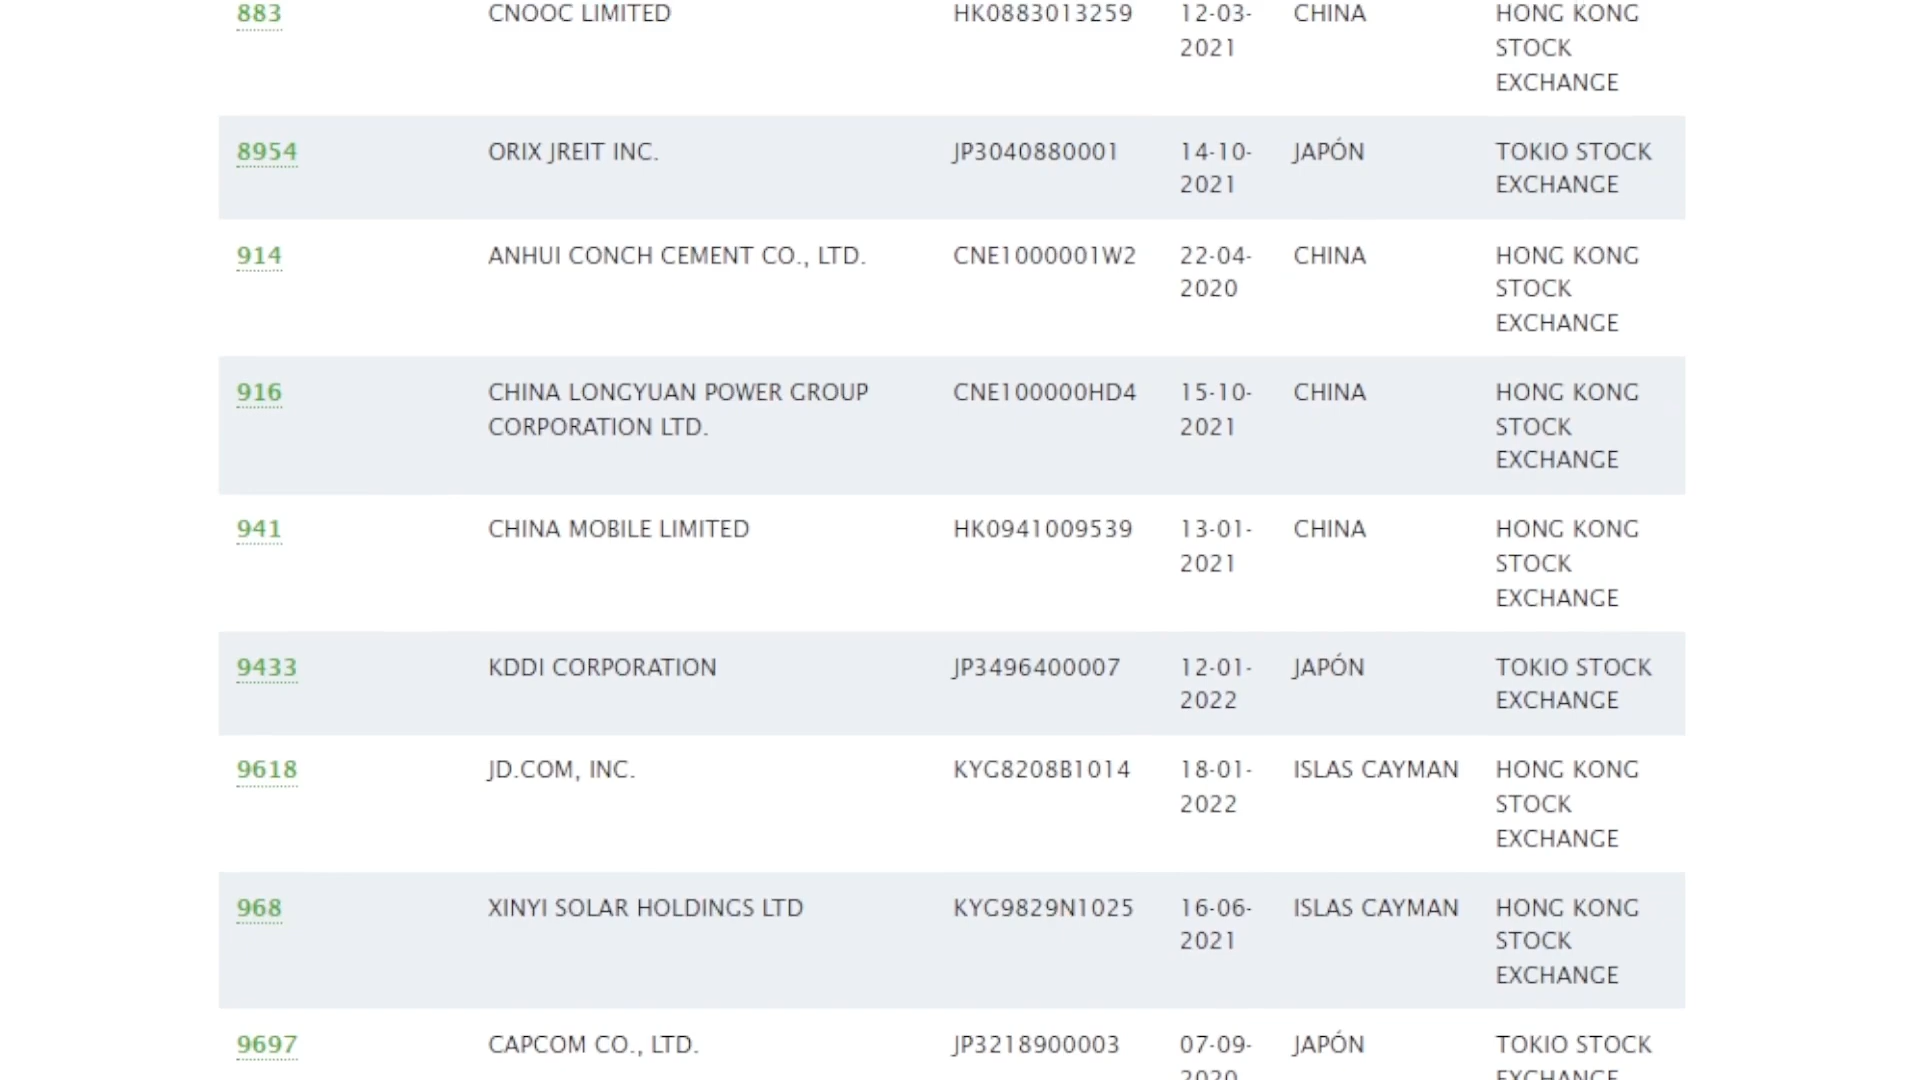 883 CNOOC LIMITED HK0883013259 12-03- CHINA HONG KONG
2021 STOCK
EXCHANGE
8954 ORIX JREIT INC. JP3040880001 14-10- JAPÓN TOKIO STOCK
2021 EXCHANGE
914 ANHUI CONCH CEMENT CO., LTD. CNE1000001W2 22-04- CHINA HONG KONG
2020 STOCK
EXCHANGE
916 CHINA LONGYUAN POWER GROUP CNE100000HD4 15-10- CHINA HONG KONG
CORPORATION LTD. 2021 STOCK
EXCHANGE
941 CHINA MOBILE LIMITED HK0941009539 13-01- CHINA HONG KONG
2021 STOCK
EXCHANGE
9433 KDDI CORPORATION JP3496400007 12-01- JAPÓN TOKIO STOCK
2022 EXCHANGE
9618 JD.COM, INC. KYG8208B1014 18-01- ISLAS CAYMAN HONG KONG
2022 STOCK
EXCHANGE
968 XINYI SOLAR HOLDINGS LTD KYG9829N1025 16-06- ISLAS CAYMAN HONG KONG
2021 STOCK
EXCHANGE
9697 CAPCOM CO., LTD. JP3218900003 07-09- JAPÓN TOKIO STOCK
2020 EXCHANGE